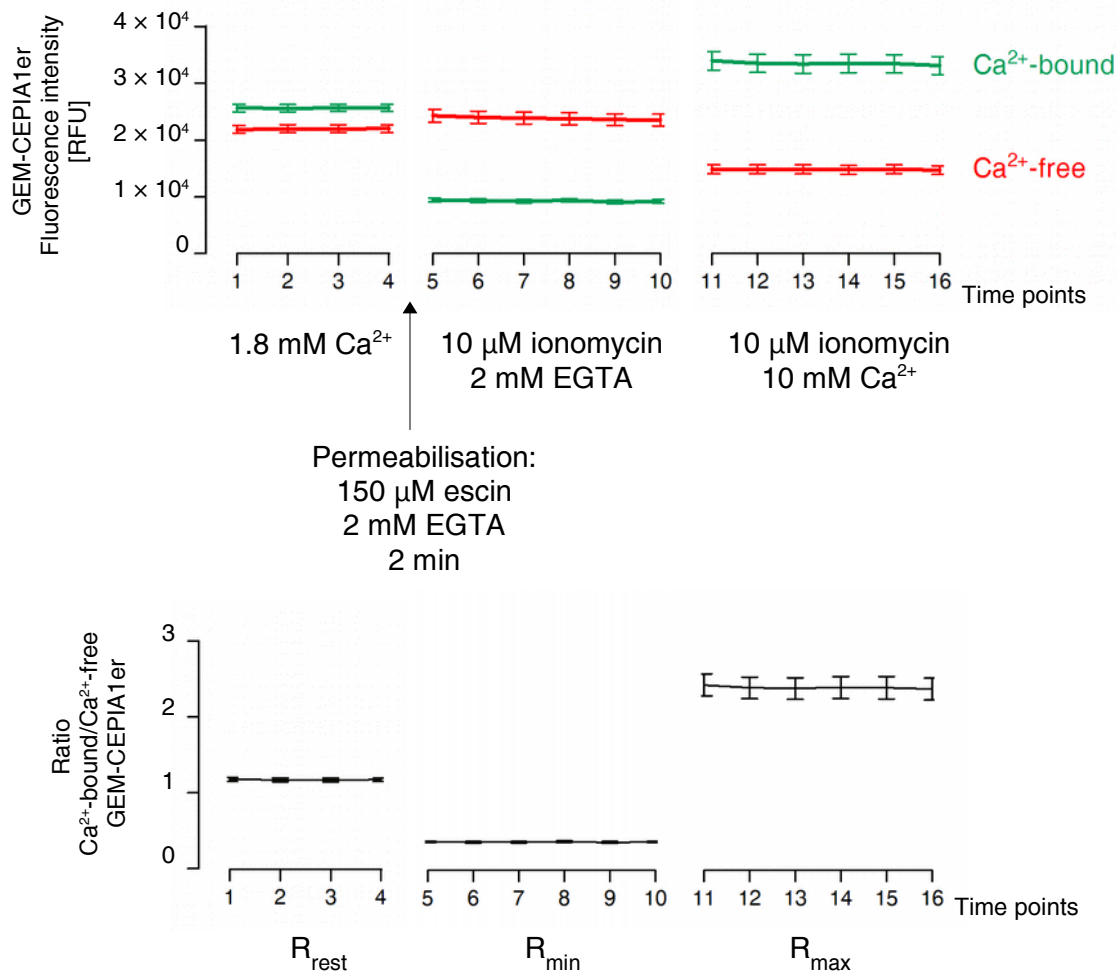 GEM-CEPIA1er
Fluorescence intensity
[RFU]
4 × 10⁴
3 × 10⁴
2 × 10⁴
1 × 10⁴
0
1 2 3 4
5 6 7 8 9 10
11 12 13 14 15 16
Time points
Ca²⁺-bound
Ca²⁺-free
1.8 mM Ca²⁺
10 µM ionomycin
2 mM EGTA
10 µM ionomycin
10 mM Ca²⁺
Permeabilisation:
150 µM escin
2 mM EGTA
2 min
Ratio
Ca²⁺-bound/Ca²⁺-free
GEM-CEPIA1er
3
2
1
0
1 2 3 4
5 6 7 8 9 10
11 12 13 14 15 16
Time points
R_rest
R_min
R_max